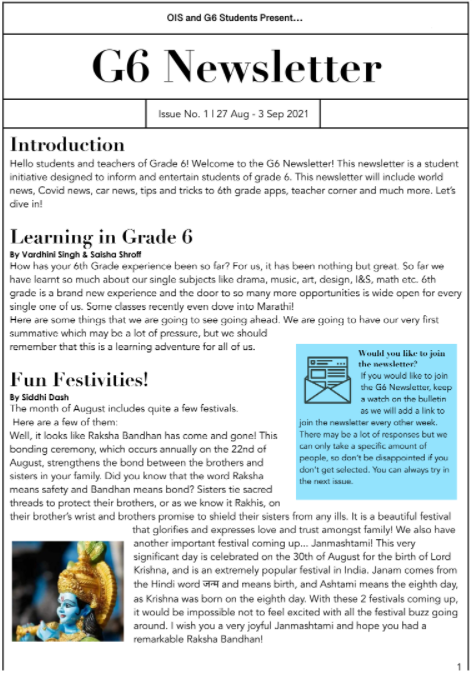 OIS and G6 Students Present...
G6 Newsletter
Issue No. 1 | 27 Aug - 3 Sep 2021
Introduction
Hello students and teachers of Grade 6! Welcome to the G6 Newsletter! This newsletter is a student
initiative designed to inform and entertain students of grade 6. This newsletter will include world
news, Covid news, car news, tips and tricks to 6th grade apps, teacher corner and much more. Let's
dive in!
Learning in Grade 6
By Vardhini Singh & Saisha Shroff
How has your 6th Grade experience been so far? For us, it has been nothing but great. So far we
have learnt so much about our single subjects like drama, music, art, design, I&S, math etc. 6th
grade is a brand new experience and the door to so many more opportunities is wide open for every
single one of us. Some classes recently even dove into Marathi!
Here are some things that we are going to see going ahead. We are going to have our very first
summative which may be a lot of pressure, but we should
remember that this is a learning adventure for all of us.
Would you like to join
the newsletter?
If you would like to join
the G6 Newsletter, keep
a watch on the bulletin
as we will add a link to
join the newsletter every other week.
There may be a lot of responses but we
can only take a specific amount of
people, so don't be disappointed if you
don't get selected. You can always try in
the next issue.
Fun Festivities!
By Siddhi Dash
The month of August includes quite a few festivals.
Here are a few of them:
Well, it looks like Raksha Bandhan has come and gone! This
bonding ceremony, which occurs annually on the 22nd of
August, strengthens the bond between the brothers and
sisters in your family. Did you know that the word Raksha
means safety and Bandhan means bond? Sisters tie sacred
threads to protect their brothers, or as we know it Rakhis, on
their brother's wrist and brothers promise to shield their sisters from any ills. It is a beautiful festival
that glorifies and expresses love and trust amongst family! We also have
another important festival coming up... Janmashtami! This very
significant day is celebrated on the 30th of August for the birth of Lord
Krishna, and is an extremely popular festival in India. Janam comes from
the Hindi word जन्म and means birth, and Ashtami means the eighth day,
as Krishna was born on the eighth day. With these 2 festivals coming up,
it would be impossible not to feel excited with all the festival buzz going
around. I wish you a very joyful Janmashtami and hope you had a
remarkable Raksha Bandhan!
1